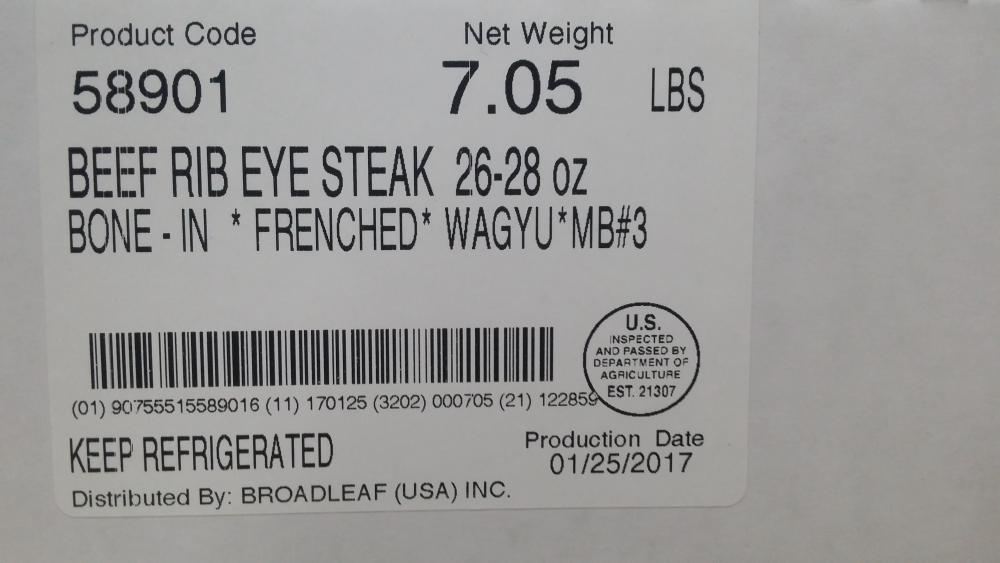 Product Code Net Weight
58901 7.05 LBS
BEEF RIB EYE STEAK 26-28 oz
BONE - IN * FRENCHED* WAGYU*MB#3
U.S.
INSPECTED
AND PASSED BY
DEPARTMENT OF
AGRICULTURE
EST. 21307
(01) 90755515589016 (11) 170125 (3202) 000705 (21) 122859
KEEP REFRIGERATED
Production Date
01/25/2017
Distributed By: BROADLEAF (USA) INC.